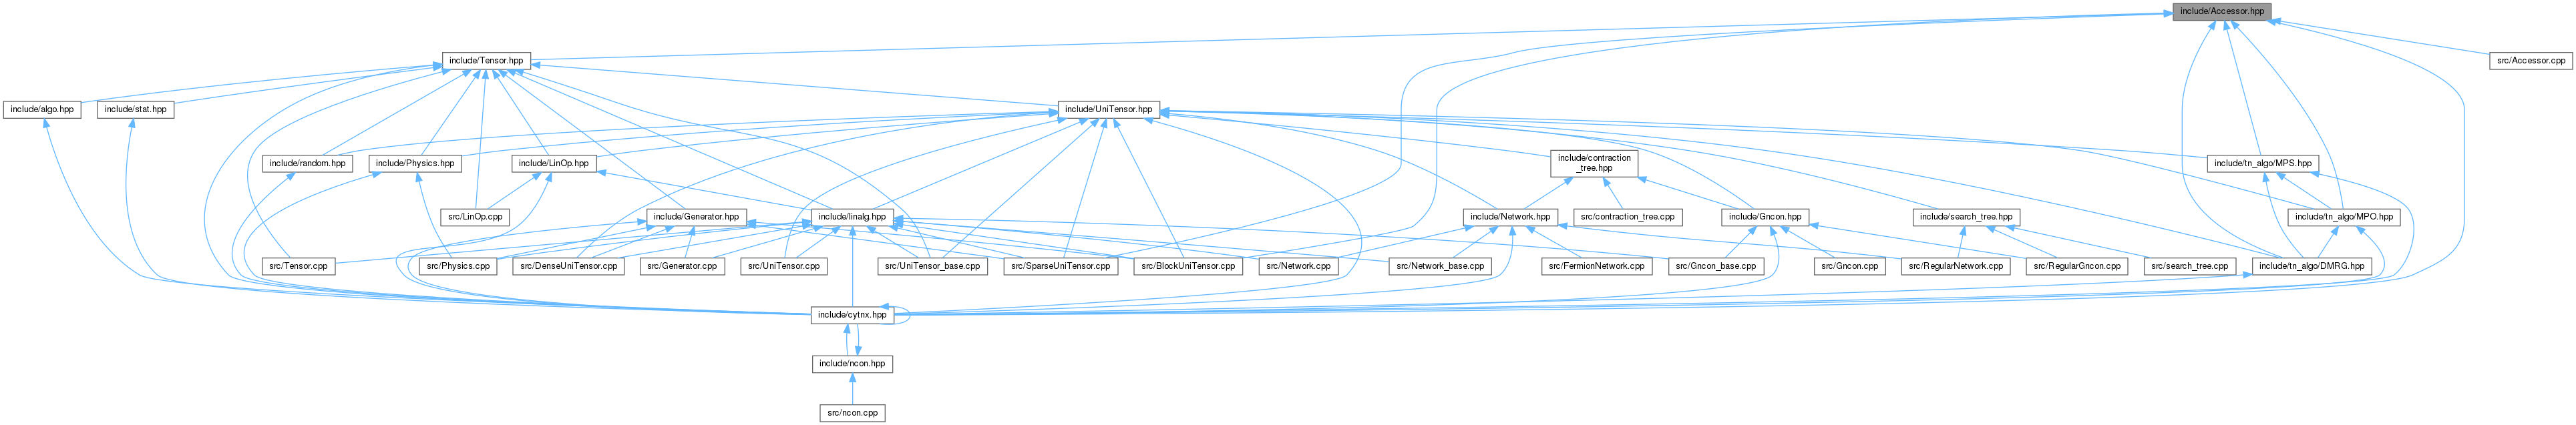 include/Accessor.hpp
include/Tensor.hpp
src/Accessor.cpp
include/algo.hpp
include/stat.hpp
include/UniTensor.hpp
include/random.hpp
include/Physics.hpp
include/LinOp.hpp
include/contraction
_tree.hpp
include/tn_algo/MPS.hpp
src/LinOp.cpp
include/Generator.hpp
include/linalg.hpp
include/Network.hpp
src/contraction_tree.cpp
include/Gncon.hpp
include/search_tree.hpp
include/tn_algo/MPO.hpp
src/Tensor.cpp
src/Physics.cpp
src/DenseUniTensor.cpp
src/Generator.cpp
src/UniTensor.cpp
src/UniTensor_base.cpp
src/SparseUniTensor.cpp
src/BlockUniTensor.cpp
src/Network.cpp
src/Network_base.cpp
src/FermionNetwork.cpp
src/Gncon_base.cpp
src/Gncon.cpp
src/RegularNetwork.cpp
src/RegularGncon.cpp
src/search_tree.cpp
include/tn_algo/DMRG.hpp
include/cytnx.hpp
include/ncon.hpp
src/ncon.cpp